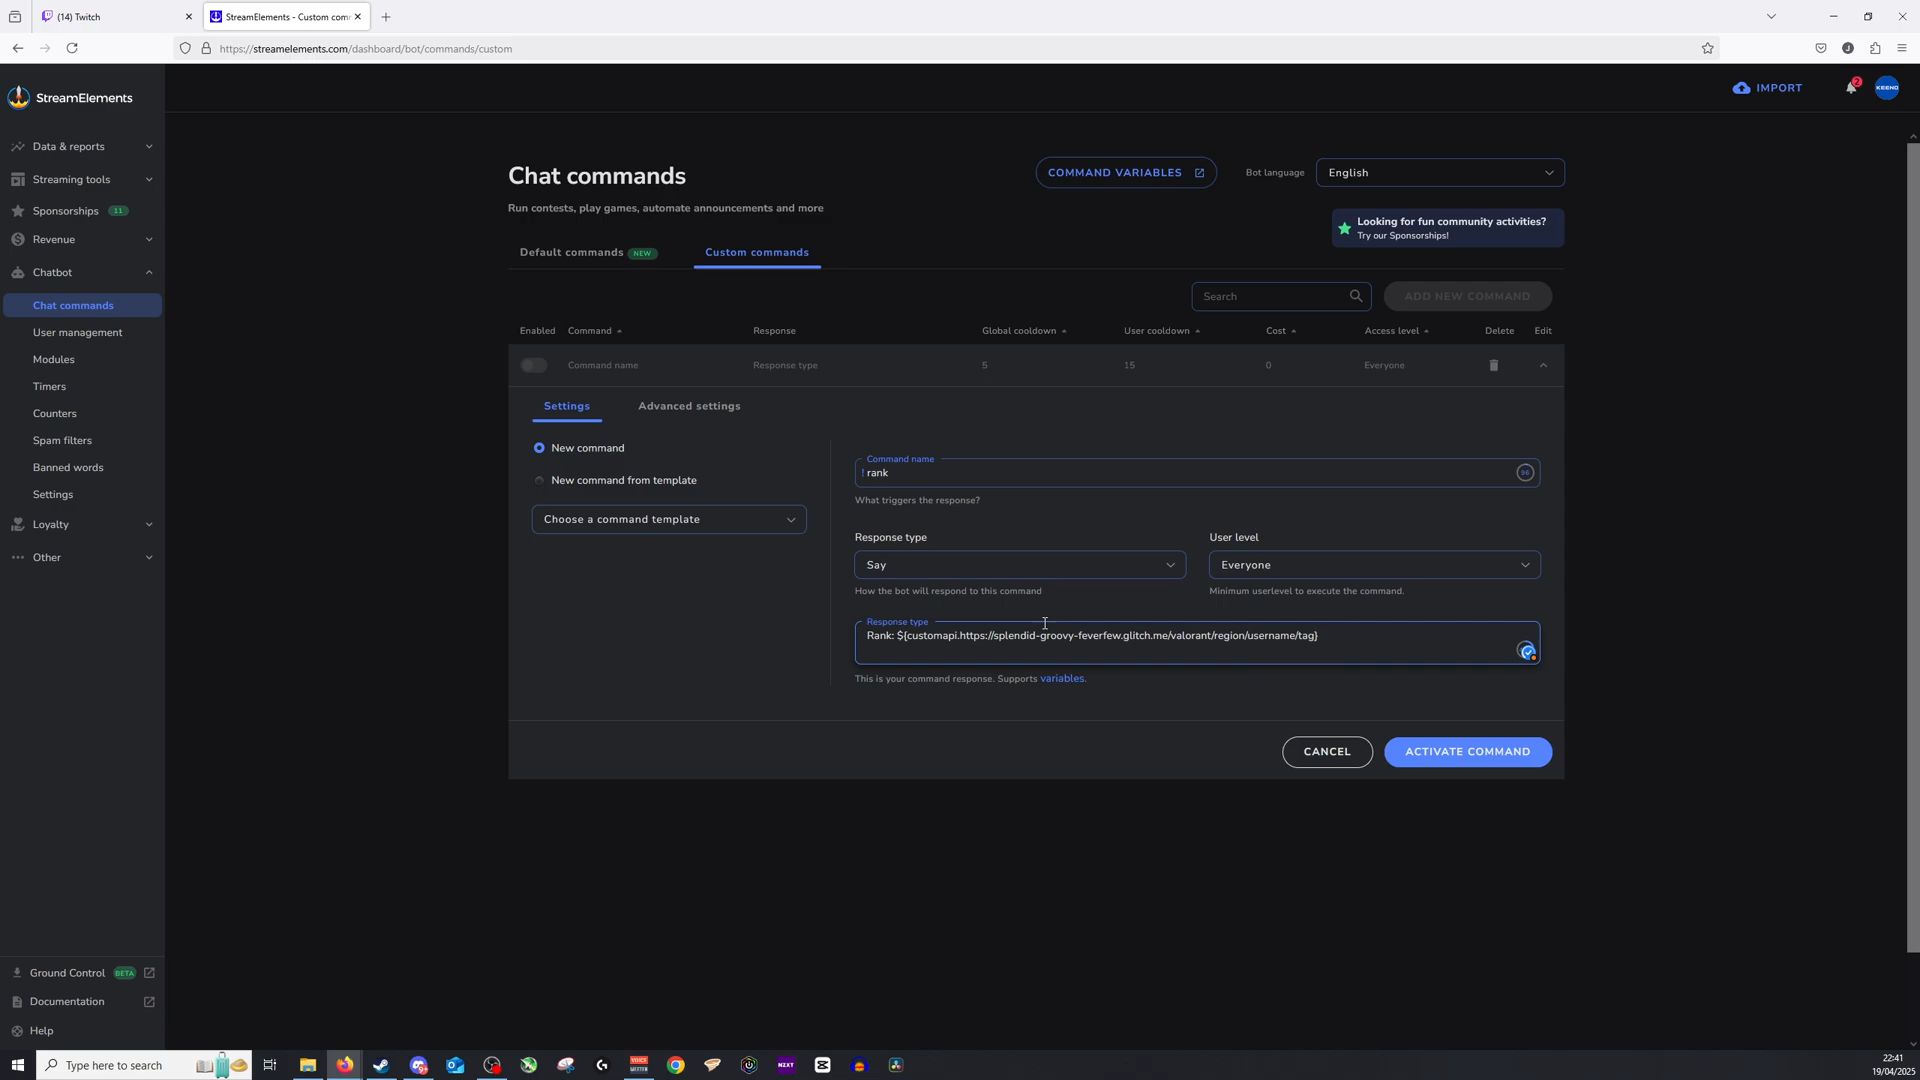 (14) Twitch
StreamElements - Custom com
https://streamelements.com/dashboard/bot/commands/custom
StreamElements
IMPORT
2
KEENO
Data & reports
Streaming tools
Sponsorships 11
Revenue
Chatbot
Chat commands
User management
Modules
Timers
Counters
Spam filters
Banned words
Settings
Loyalty
Other
Ground Control BETA
Documentation
Help
Chat commands
COMMAND VARIABLES
Bot language
English
Run contests, play games, automate announcements and more
Looking for fun community activities?
Try our Sponsorships!
Default commands NEW
Custom commands
Search
ADD NEW COMMAND
Enabled Command Response Global cooldown User cooldown Cost Access level Delete Edit
Command name Response type 5 15 0 Everyone
Settings Advanced settings
New command
New command from template
Choose a command template
Command name
! rank
96
What triggers the response?
Response type User level
Say Everyone
How the bot will respond to this command Minimum userlevel to execute the command.
Response type
Rank: ${customapi.https://splendid-groovy-feverfew.glitch.me/valorant/region/username/tag}
This is your command response. Supports variables.
CANCEL ACTIVATE COMMAND
Type here to search
VOICE MEETER
NZXT
22:41
19/04/2025